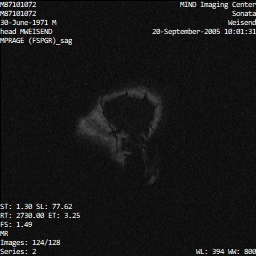 M87101072
M87101072
30-June-1971 M
head MWEISEND
MPRAGE (FSPGR)_sag
MIND Imaging Center
Sonata
Weisend
20-September-2005 10:01:31
ST: 1.30 SL: 77.62
RT: 2730.00 ET: 3.25
FS: 1.49
MR
Images: 124/128
Series: 2
WL: 394 WW: 800